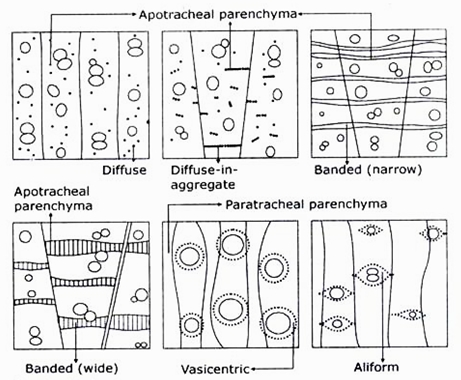 Apotracheal parenchyma
Diffuse
Diffuse-in-
aggregate
Banded (narrow)
Apotracheal
parenchyma
Paratracheal parenchyma
Banded (wide)
Vasicentric
Aliform